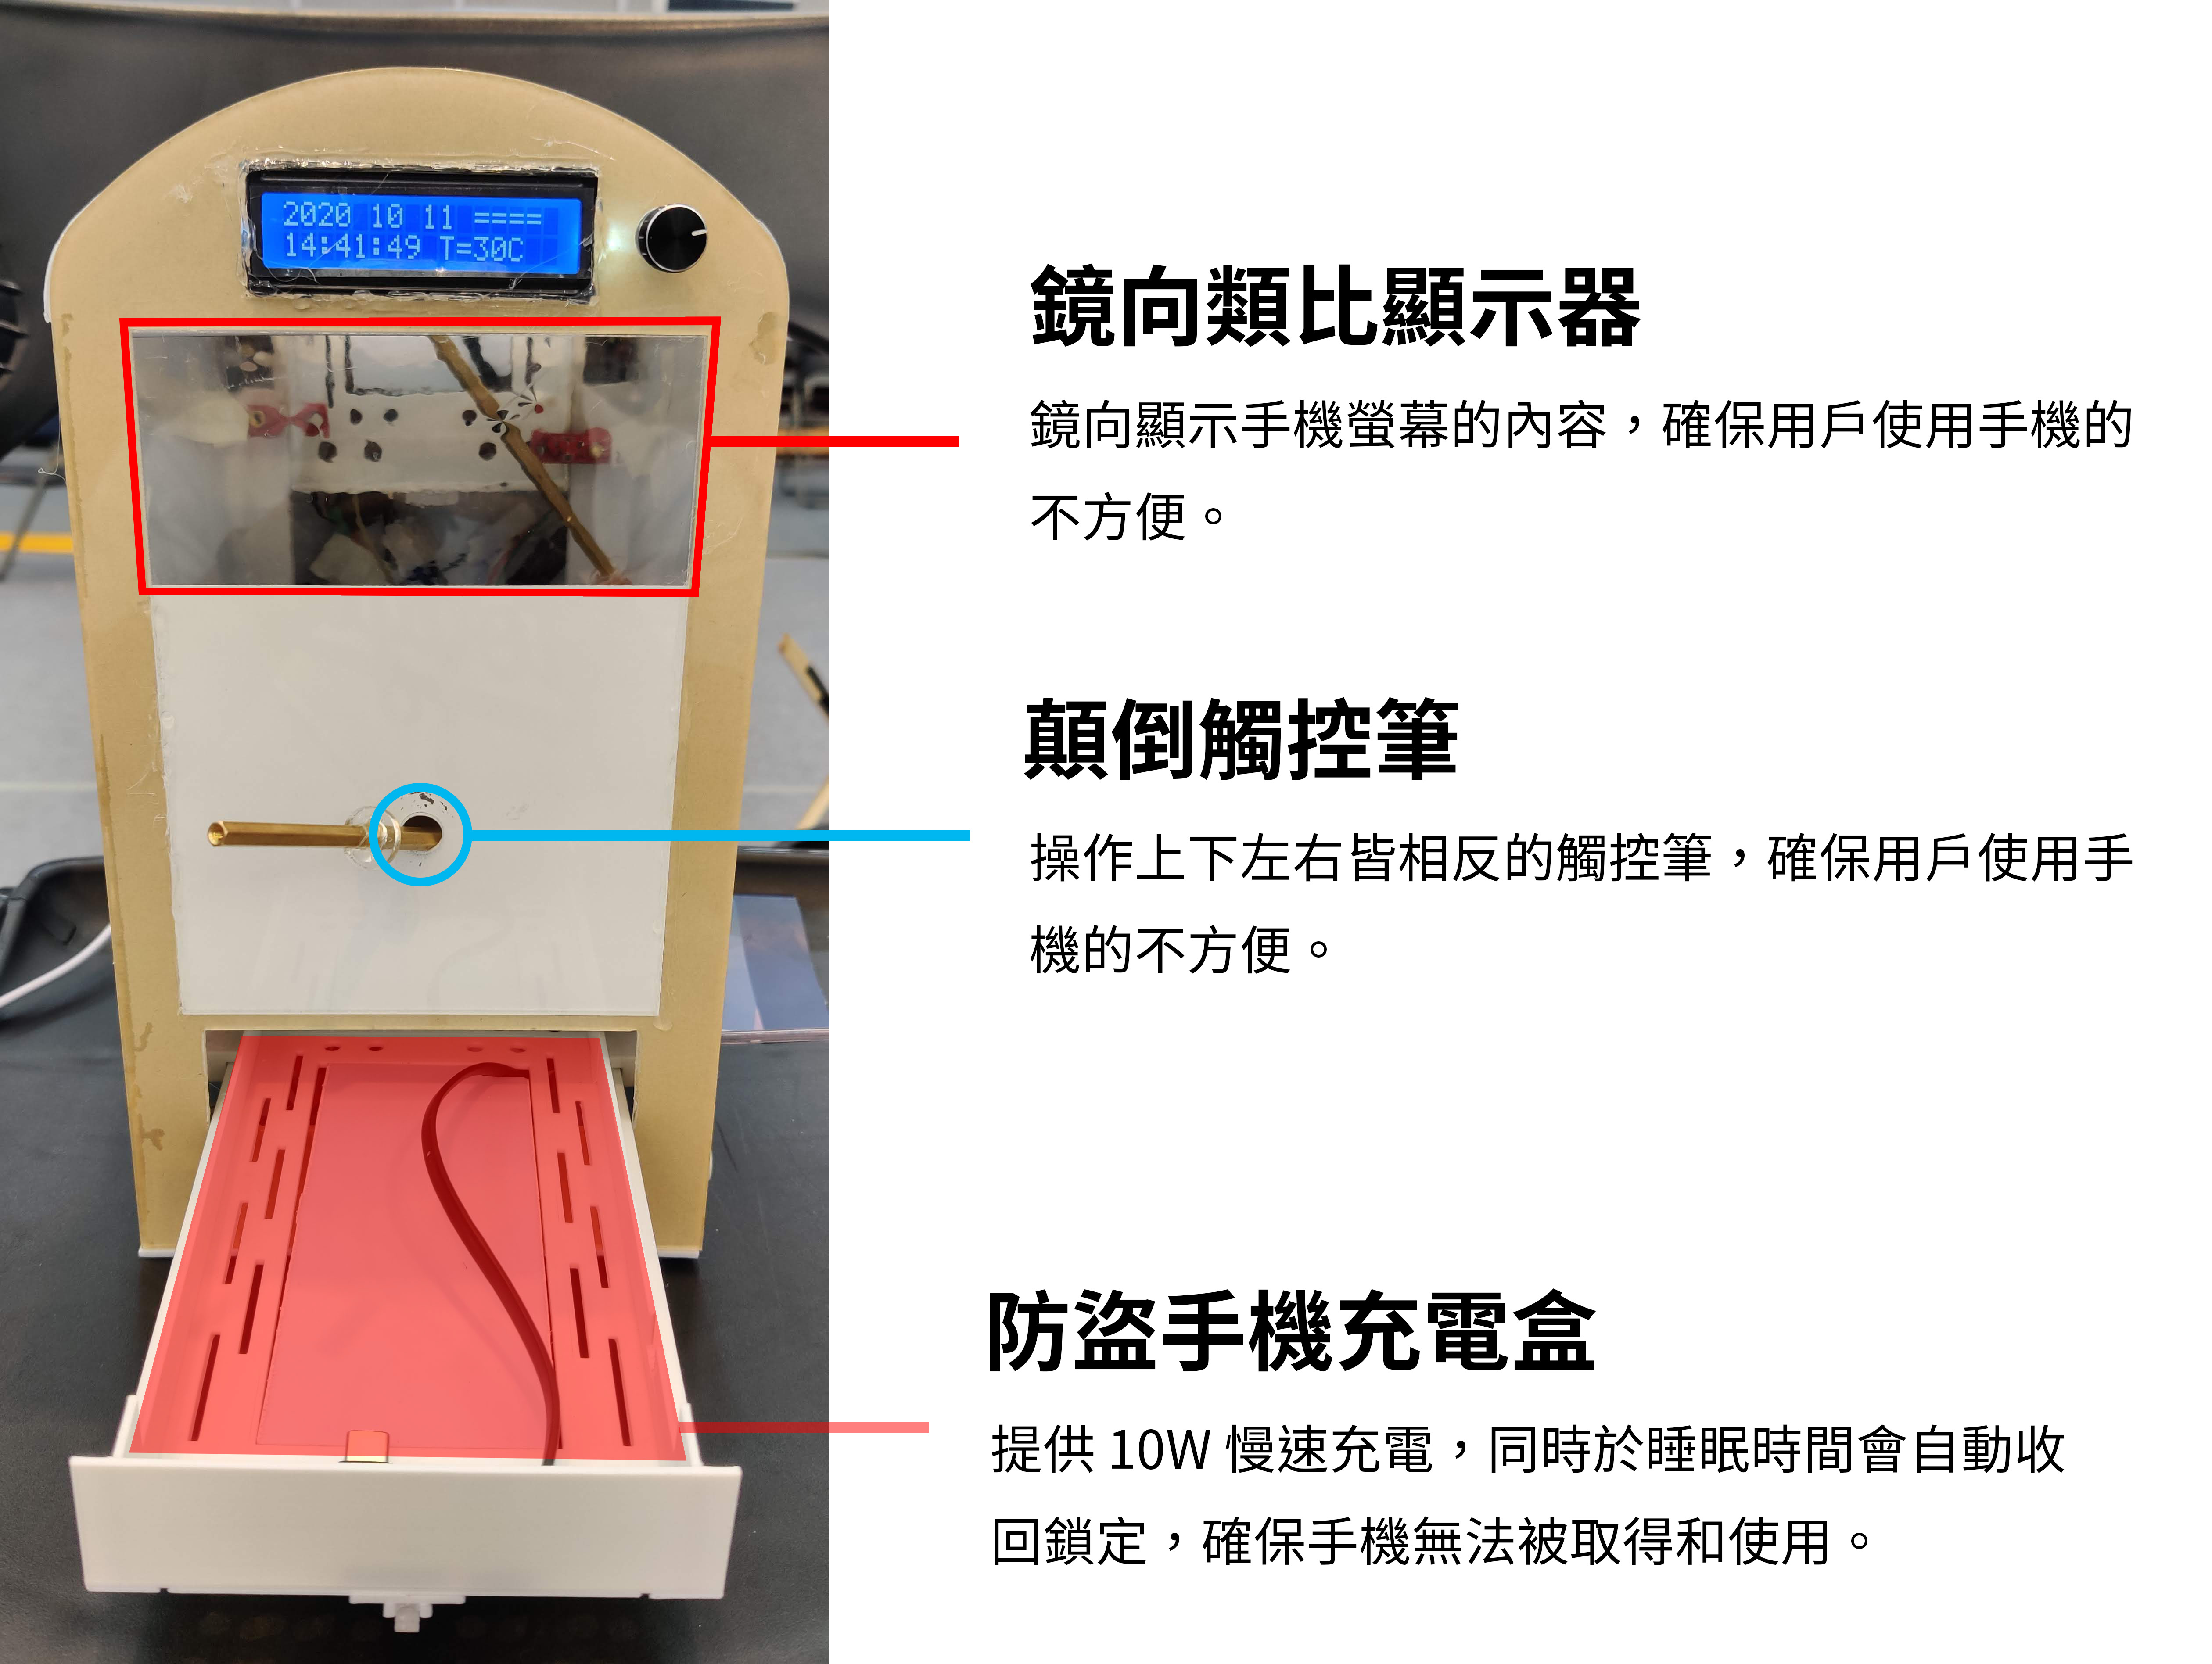 2020 10 11 ====
14:41:49 T=30C
鏡向類比顯示器
鏡向顯示手機螢幕的內容，確保用戶使用手機的
不方便。
顛倒觸控筆
操作上下左右皆相反的觸控筆，確保用戶使用手
機的不方便。
防盜手機充電盒
提供 10W 慢速充電，同時於睡眠時間會自動收
回鎖定，確保手機無法被取得和使用。